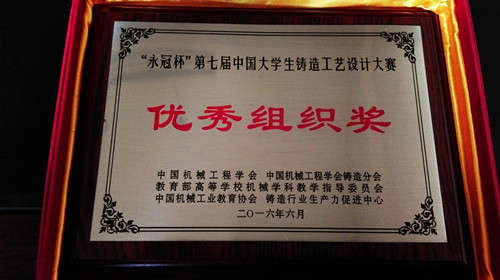 “永冠杯”第七届中国大学生铸造工艺设计大赛
优秀组织奖
中国机械工程学会 中国机械工程学会铸造分会
教育部高等学校机械学科教学指导委员会
中国机械工业教育协会 铸造行业生产力促进中心
二〇一六年六月